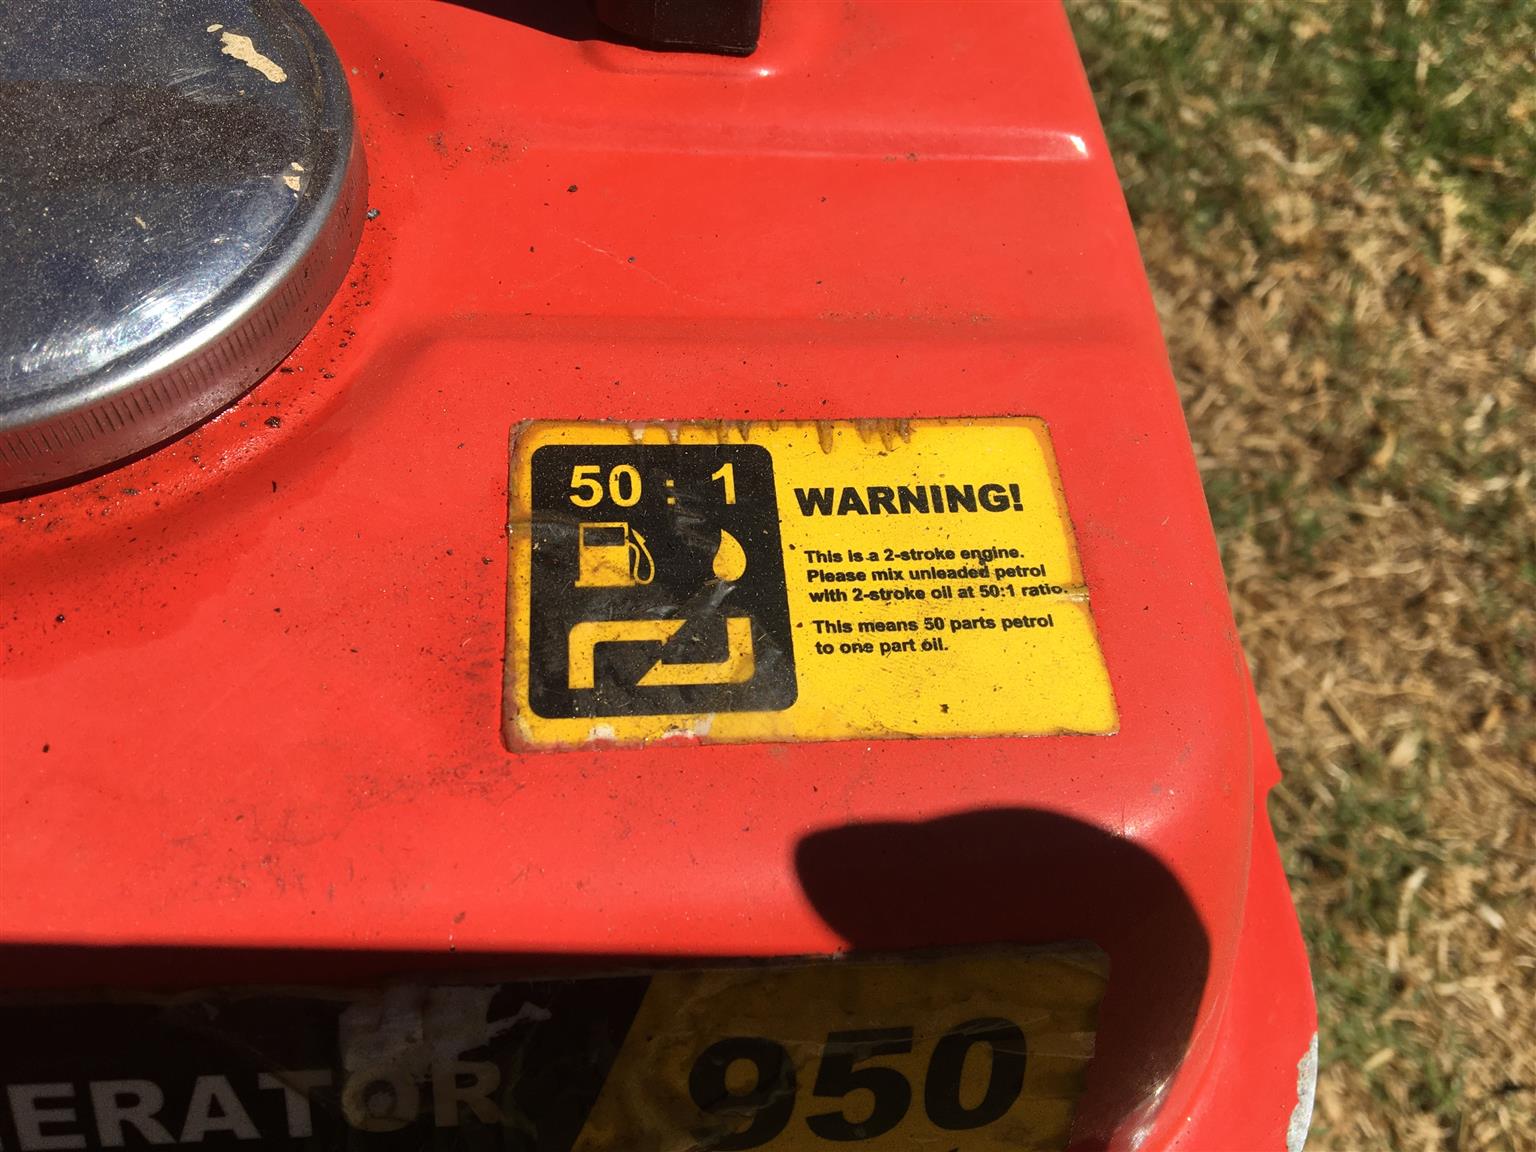 50 : 1
WARNING!
This is a 2-stroke engine.
Please mix unleaded petrol
with 2-stroke oil at 50:1 ratio.
This means 50 parts petrol
to one part oil.
ERATOR
950